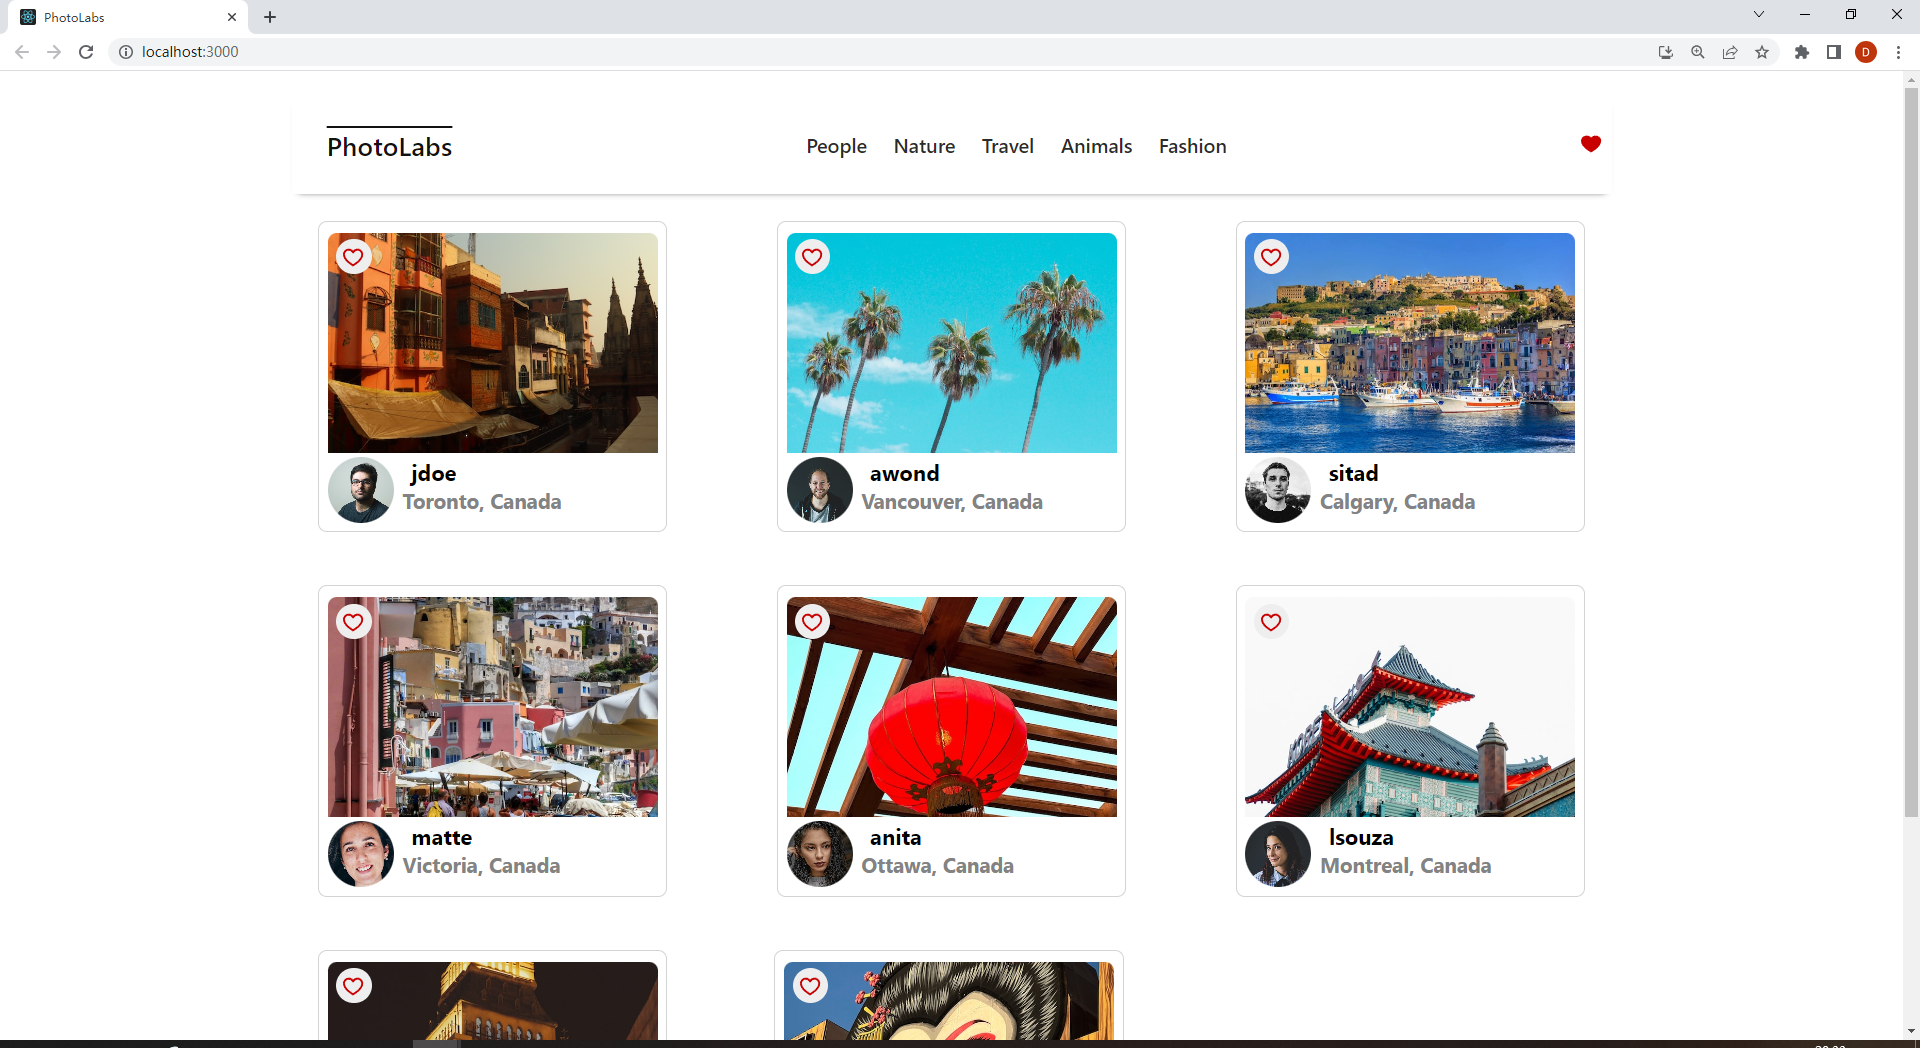 PhotoLabs
localhost:3000
D
PhotoLabs
People Nature Travel Animals Fashion
jdoe
Toronto, Canada
awond
Vancouver, Canada
sitad
Calgary, Canada
matte
Victoria, Canada
anita
Ottawa, Canada
lsouza
Montreal, Canada